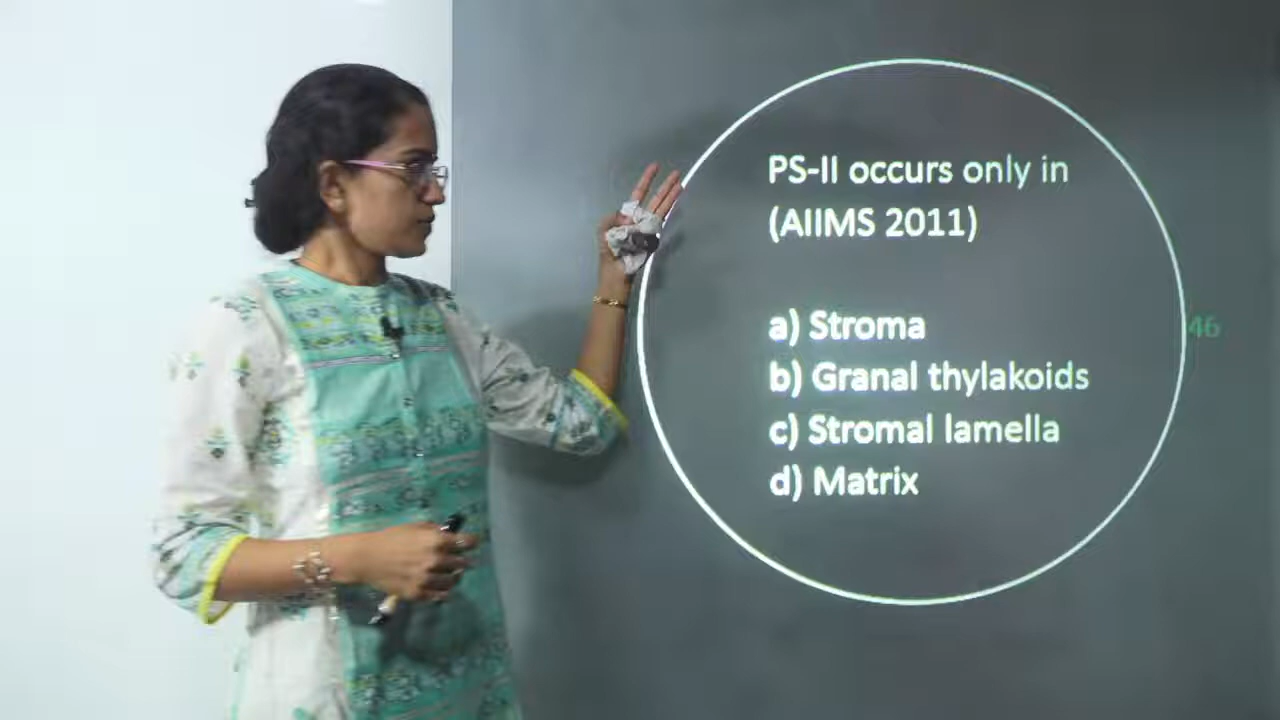 PS-II occurs only in
(AIIMS 2011)
a) Stroma
b) Granal thylakoids
c) Stromal lamella
d) Matrix
46